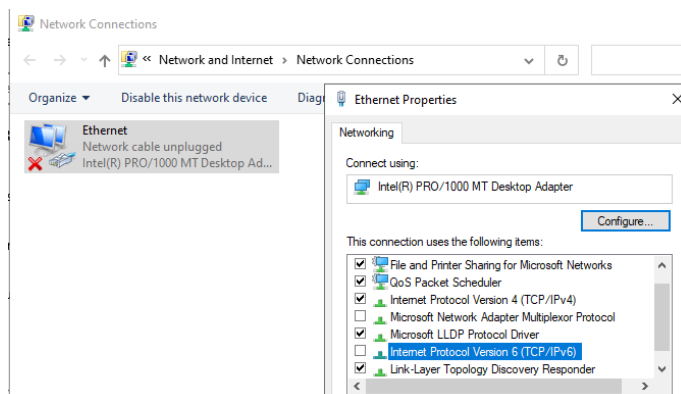 Network Connections
« Network and Internet > Network Connections
Organize Disable this network device Diagr
Ethernet
Network cable unplugged
Intel(R) PRO/1000 MT Desktop Ad...
Ethernet Properties
Networking
Connect using:
Intel(R) PRO/1000 MT Desktop Adapter
Configure...
This connection uses the following items:
File and Printer Sharing for Microsoft Networks
QoS Packet Scheduler
Internet Protocol Version 4 (TCP/IPv4)
Microsoft Network Adapter Multiplexor Protocol
Microsoft LLDP Protocol Driver
Internet Protocol Version 6 (TCP/IPv6)
Link-Layer Topology Discovery Responder